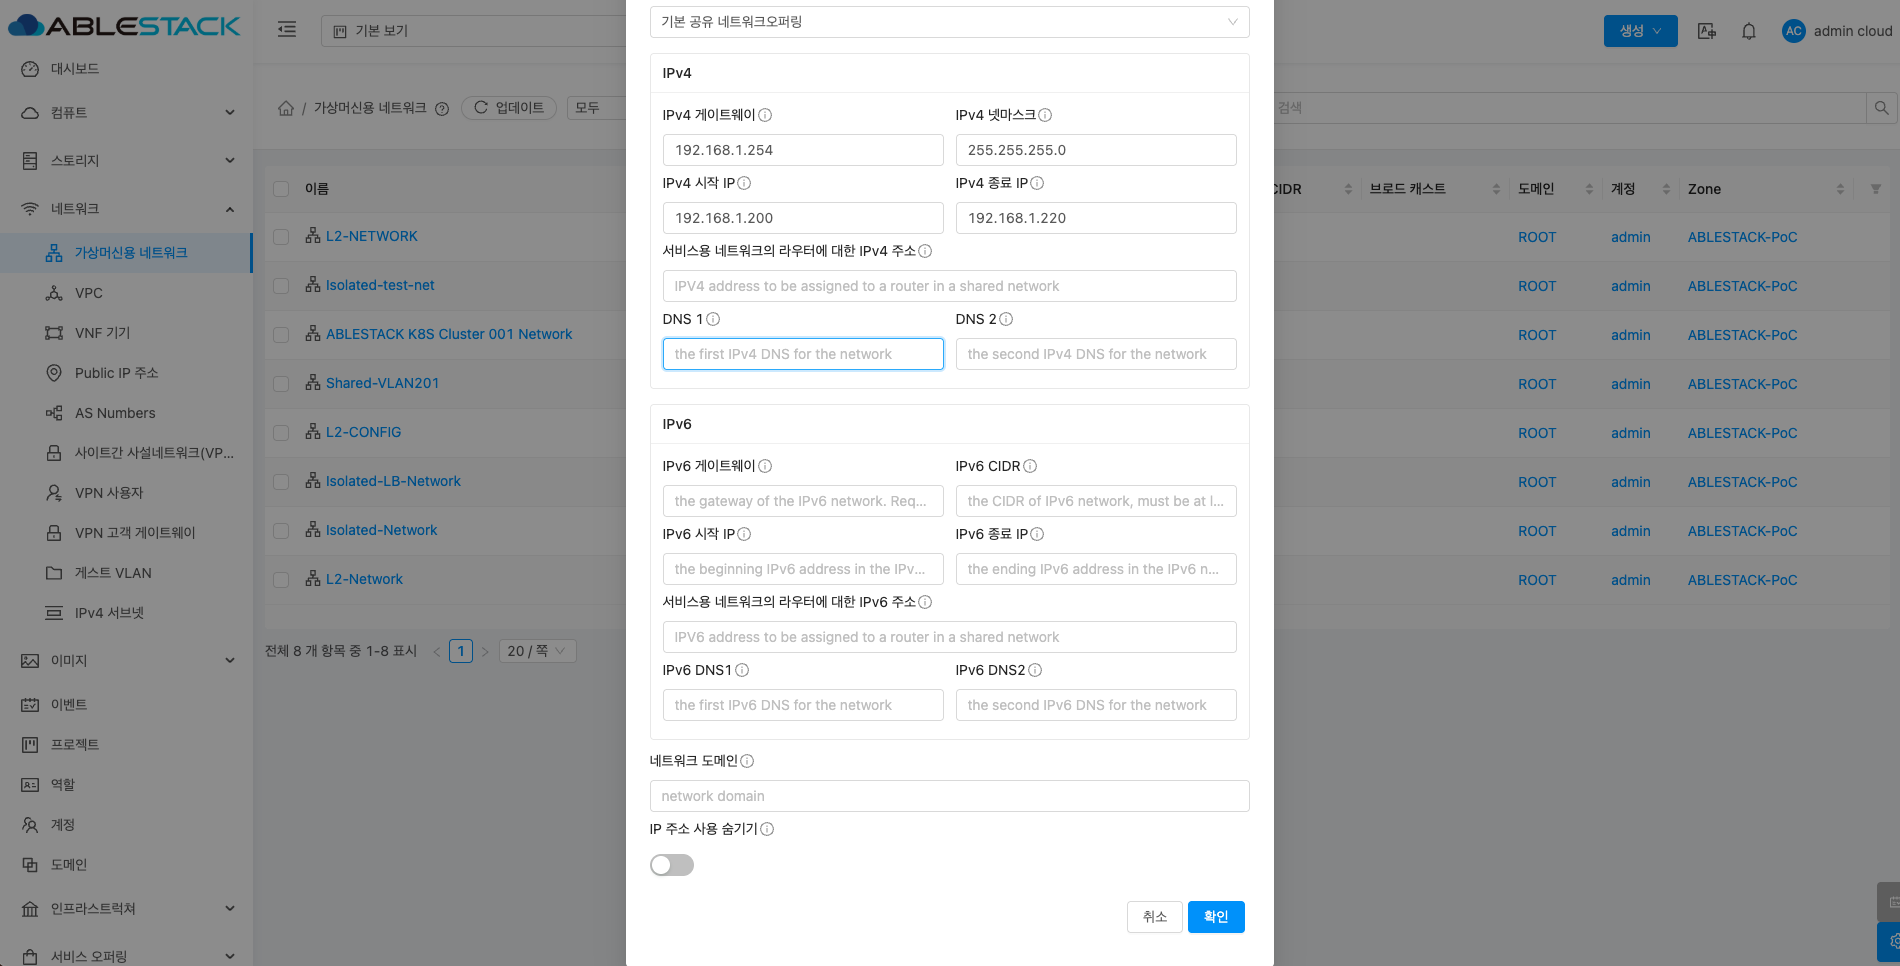 ABLESTACK
기본 보기
생성
AC
admin cloud
대시보드
컴퓨트
스토리지
네트워크
가상머신용 네트워크
VPC
VNF 기기
Public IP 주소
AS Numbers
사이트간 사설네트워크(VP...
VPN 사용자
VPN 고객 게이트웨이
게스트 VLAN
IPv4 서브넷
이미지
이벤트
프로젝트
역할
계정
도메인
인프라스트럭쳐
서비스 오퍼링
/ 가상머신용 네트워크
업데이트
모두
검색
이름
CIDR
브로드 캐스트
도메인
계정
Zone
L2-NETWORK
ROOT
admin
ABLESTACK-PoC
Isolated-test-net
ROOT
admin
ABLESTACK-PoC
ABLESTACK K8S Cluster 001 Network
ROOT
admin
ABLESTACK-PoC
Shared-VLAN201
ROOT
admin
ABLESTACK-PoC
L2-CONFIG
ROOT
admin
ABLESTACK-PoC
Isolated-LB-Network
ROOT
admin
ABLESTACK-PoC
Isolated-Network
ROOT
admin
ABLESTACK-PoC
L2-Network
ROOT
admin
ABLESTACK-PoC
전체 8 개 항목 중 1-8 표시
1
20 / 쪽
기본 공유 네트워크오퍼링
IPv4
IPv4 게이트웨이
IPv4 넷마스크
192.168.1.254
255.255.255.0
IPv4 시작 IP
IPv4 종료 IP
192.168.1.200
192.168.1.220
서비스용 네트워크의 라우터에 대한 IPv4 주소
IPV4 address to be assigned to a router in a shared network
DNS 1
DNS 2
the first IPv4 DNS for the network
the second IPv4 DNS for the network
IPv6
IPv6 게이트웨이
IPv6 CIDR
the gateway of the IPv6 network. Req...
the CIDR of IPv6 network, must be at l...
IPv6 시작 IP
IPv6 종료 IP
the beginning IPv6 address in the IPv...
the ending IPv6 address in the IPv6 n...
서비스용 네트워크의 라우터에 대한 IPv6 주소
IPV6 address to be assigned to a router in a shared network
IPv6 DNS1
IPv6 DNS2
the first IPv6 DNS for the network
the second IPv6 DNS for the network
네트워크 도메인
network domain
IP 주소 사용 숨기기
취소
확인